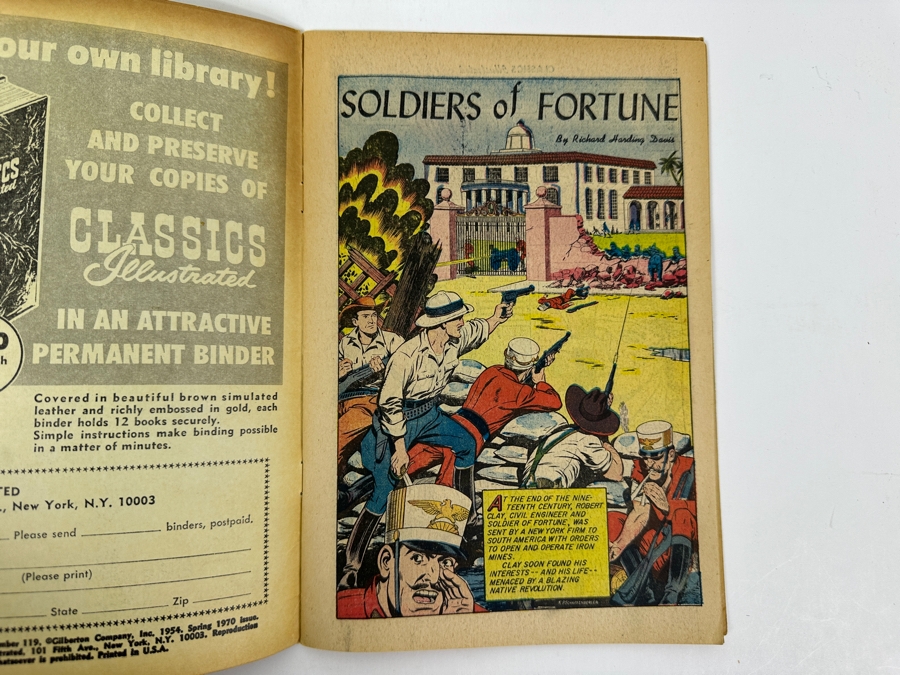 our own library!
COLLECT
AND PRESERVE
YOUR COPIES OF
CLASSICS
Illustrated
IN AN ATTRACTIVE
PERMANENT BINDER
Covered in beautiful brown simulated
leather and richly embossed in gold, each
binder holds 12 books securely.
Simple instructions make binding possible
in a matter of minutes.
TED
., New York, N.Y. 10003
Please send binders, postpaid.
(Please print)
State Zip
mber 119. ©Gilberton Company, Inc. 1954. Spring 1970 issue.
strated. 101 Fifth Ave., New York, N.Y. 10003. Reproduction
whatsoever is prohibited. Printed in U.S.A.
SOLDIERS of FORTUNE
By Richard Harding Davis
AT THE END OF THE NINE-
TEENTH CENTURY, ROBERT
CLAY, CIVIL ENGINEER AND
SOLDIER OF FORTUNE, WAS
SENT BY A NEW YORK FIRM TO
SOUTH AMERICA WITH ORDERS
TO OPEN AND OPERATE IRON
MINES.
CLAY SOON FOUND HIS
INTERESTS -- AND HIS LIFE--
MENACED BY A BLAZING
NATIVE REVOLUTION.